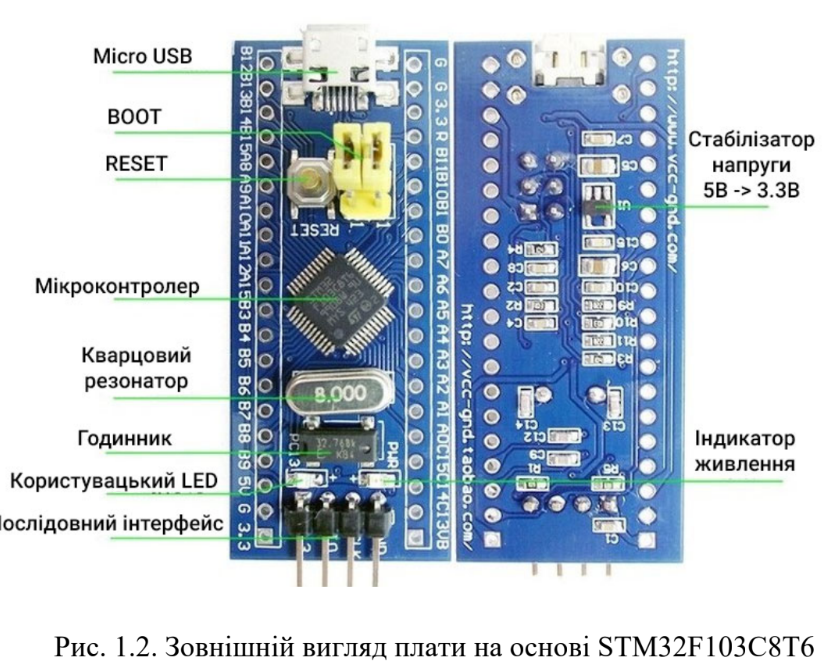 Micro USB
BOOT
RESET
Мікроконтролер
Кварцовий
резонатор
Годинник
Користувацький LED
Послідовний інтерфейс
B12 B13 B14 B15 A8 A9 A10 A11 A12 A15 B3 B4 B5 B6 B7 B8 B9 5V G 3.3
G G 3.3 R B11 B10 B1 B0 A7 A6 A5 A4 A3 A2 A1 A0 C15 C14 C13 VB
RESET
8.000
32.768k
PC13
PWR
http://www.vcc-gnd.com/
http://vcc-gnd.taobao.com/
C7
C5
U1
C15
R4
C8
C6
C2
C10
R2
R9
C4
R10
R11
R3
C14
C13
C12
C9
R1
R5
C1
Стабілізатор
напруги
5В -> 3.3В
Індикатор
живлення
Рис. 1.2. Зовнішній вигляд плати на основі STM32F103C8T6